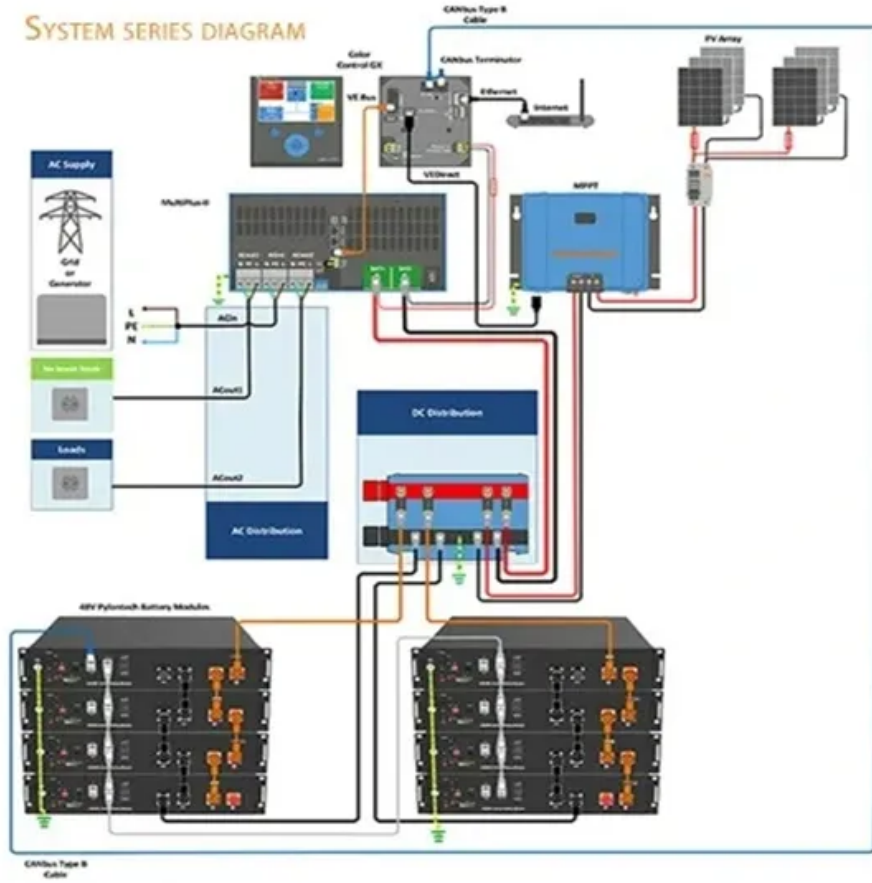 SYSTEM SERIES DIAGRAM
CANbus Type B
Cable
Color
Control GX
CANbus Terminator
PV Array
VE.Bus
Ethernet
Internet
AC Supply
VE.Direct
MPPT
MultiPlus-II
Grid
or
Generator
L
PE
N
ACin
ACout1
DC Distribution
Loads
ACout2
AC Distribution
48V Pylontech Battery Modules
CANbus Type B
Cable